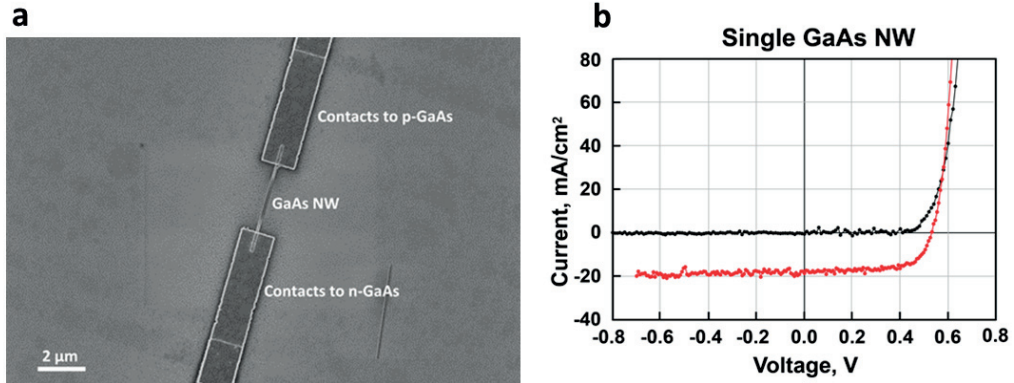 a
Contacts to p-GaAs
GaAs NW
Contacts to n-GaAs
2 μm
b
Single GaAs NW
Current, mA/cm²
80
60
40
20
0
-20
-40
-0.8 -0.6 -0.4 -0.2 0.0 0.2 0.4 0.6 0.8
Voltage, V